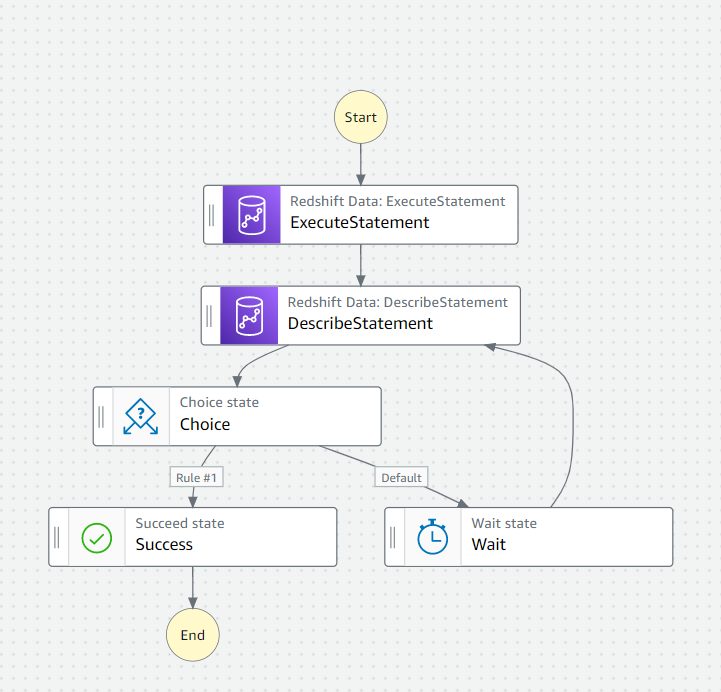 Start
Redshift Data: ExecuteStatement
ExecuteStatement
Redshift Data: DescribeStatement
DescribeStatement
Choice state
Choice
Rule #1
Default
Succeed state
Success
Wait state
Wait
End